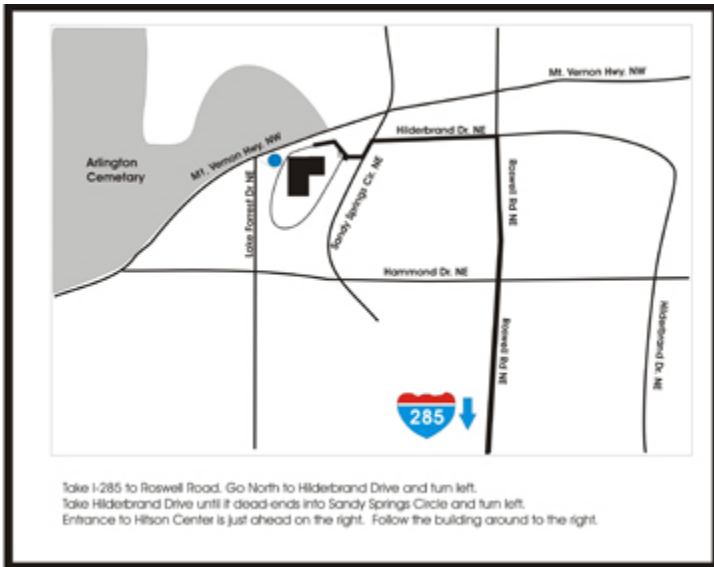 Mt. Vernon Hwy. NW
Hilderbrand Dr. NE
Arlington
Cemetary
Mt. Vernon Hwy. NW
Lake Forrest Dr NE
Sandy Springs Cir. NE
Roswell Rd NE
Hammond Dr. NE
Roswell Rd NE
Hilderbrand Dr. NE
285
Take I-285 to Roswell Road. Go North to Hilderbrand Drive and turn left.
Take Hilderbrand Drive until it dead-ends into Sandy Springs Circle and turn left.
Entrance to Hitson Center is just ahead on the right. Follow the building around to the right.